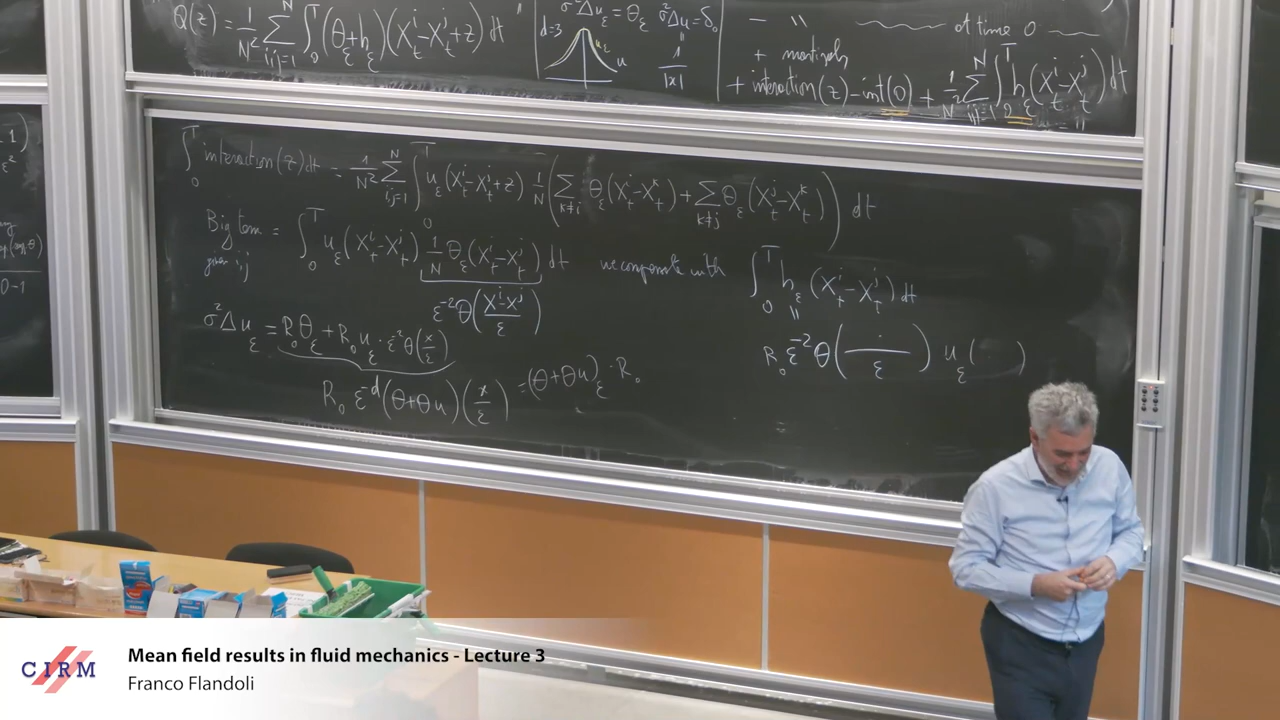 Q(z) = 1/N² Σ_{i,j=1}^N ∫_0^T (θ_ε + h_ε)(X_t^i - X_t^j + z) dt "
d=3 σ²Δu_ε = θ_ε σ²Δu = δ_0
u_ε u 1/|x|
— " of time 0
+ martingale
+ interaction(z) - int(0) + 1/N² Σ_{i,j=1}^N ∫_0^T h_ε(X_t^i - X_t^j) dt
∫_0^T interaction(z) dt = 1/N² Σ_{i,j=1}^N ∫_0^T u_ε(X_t^i - X_t^j + z) 1/N (Σ_{k≠i} θ_ε(X_t^i - X_t^k) + Σ_{k≠j} θ_ε(X_t^j - X_t^k)) dt
Big term = ∫_0^T u_ε(X_t^i - X_t^j) 1/N θ_ε(X_t^i - X_t^j) dt we compensate with ∫_0^T h_ε(X_t^i - X_t^j) dt
given i,j
ε^{-2} θ((X^i - X^j)/ε)
"
R_0 ε^{-2} θ(·/ε) u_ε( )
σ²Δu_ε = R_0 θ_ε + R_0 u_ε · ε^{-2} θ(x/ε)
R_0 ε^{-d} (θ + θu)(x/ε) = (θ + θu)_ε · R_0
CIRM
Mean field results in fluid mechanics - Lecture 3
Franco Flandoli